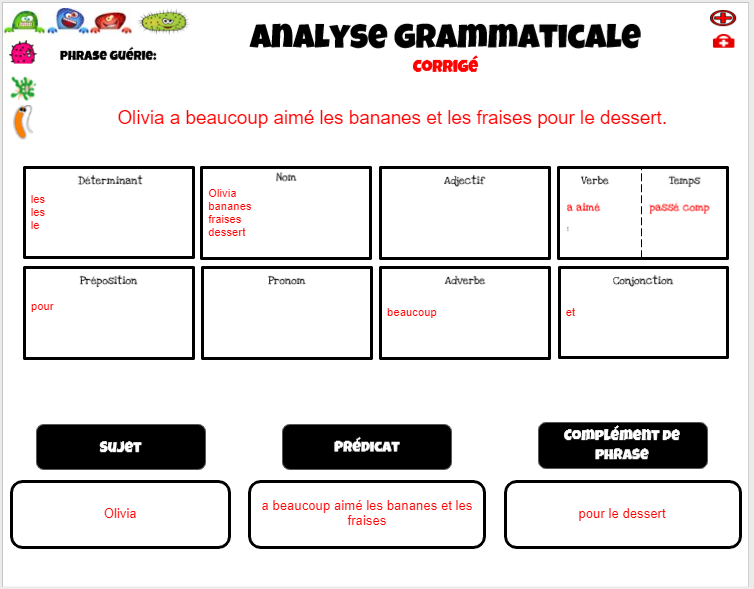 Analyse grammaticale
Phrase guérie:
corrigé
Olivia a beaucoup aimé les bananes et les fraises pour le dessert.
Déterminant
les
les
le
Nom
Olivia
bananes
fraises
dessert
Adjectif
Verbe
a aimé
Temps
passé comp
Préposition
pour
Pronom
Adverbe
beaucoup
Conjonction
et
Sujet
Olivia
Prédicat
a beaucoup aimé les bananes et les
fraises
Complément de
phrase
pour le dessert